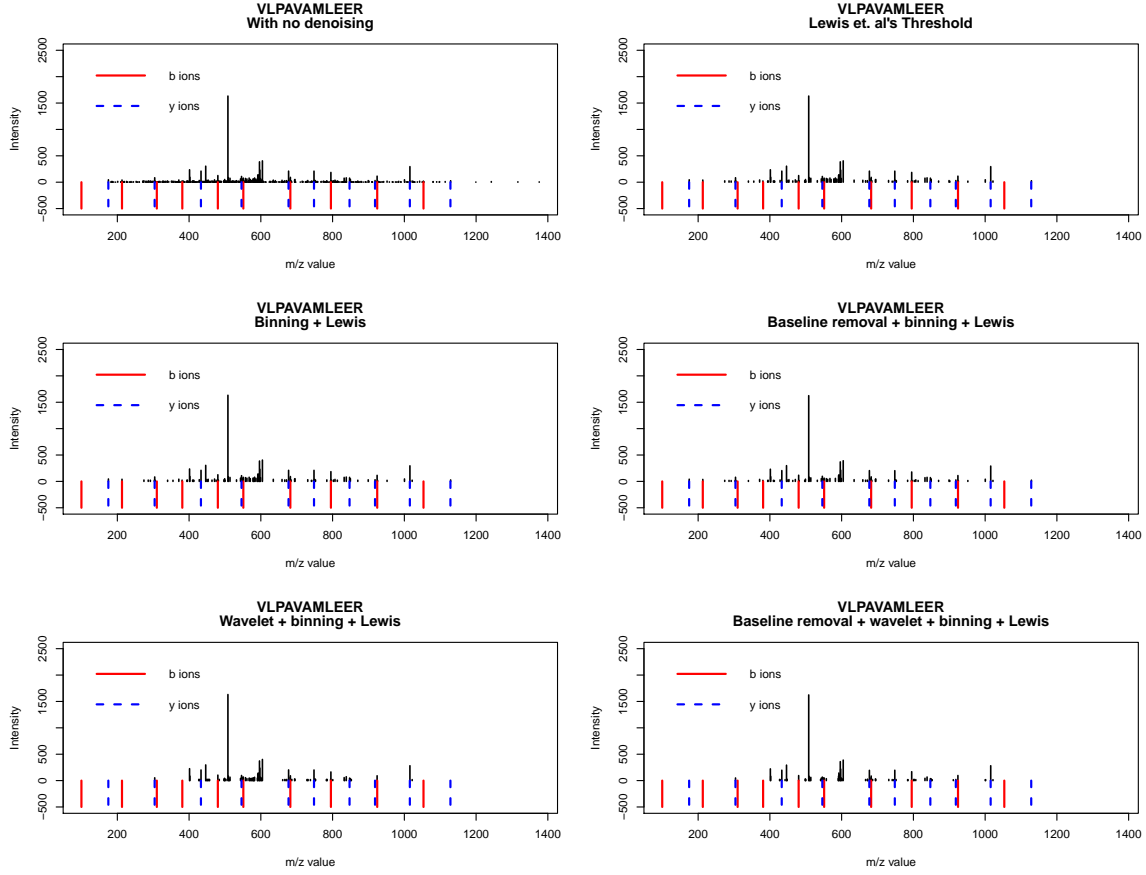 VLPAVAMLEER
With no denoising
Intensity
2500
1500
500
0
−500
b ions
y ions
200 400 600 800 1000 1200 1400
m/z value
VLPAVAMLEER
Lewis et. al's Threshold
Intensity
2500
1500
500
0
−500
b ions
y ions
200 400 600 800 1000 1200 1400
m/z value
VLPAVAMLEER
Binning + Lewis
Intensity
2500
1500
500
0
−500
b ions
y ions
200 400 600 800 1000 1200 1400
m/z value
VLPAVAMLEER
Baseline removal + binning + Lewis
Intensity
2500
1500
500
0
−500
b ions
y ions
200 400 600 800 1000 1200 1400
m/z value
VLPAVAMLEER
Wavelet + binning + Lewis
Intensity
2500
1500
500
0
−500
b ions
y ions
200 400 600 800 1000 1200 1400
m/z value
VLPAVAMLEER
Baseline removal + wavelet + binning + Lewis
Intensity
2500
1500
500
0
−500
b ions
y ions
200 400 600 800 1000 1200 1400
m/z value